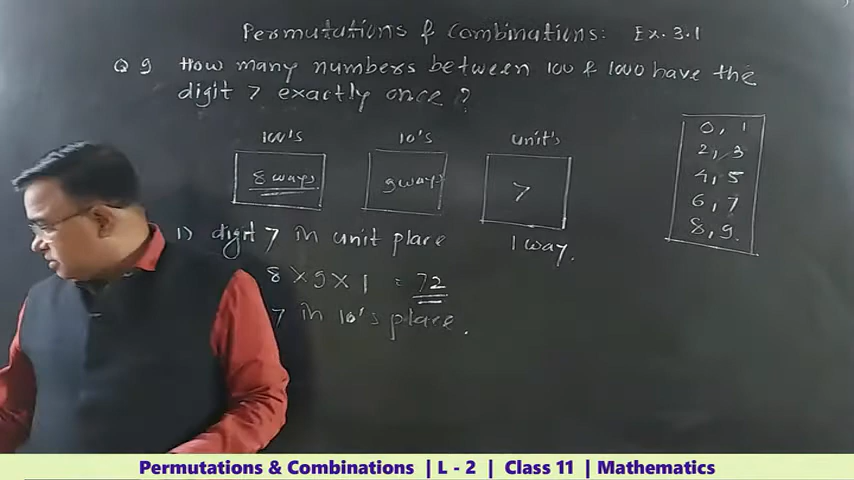 Permutations & Combinations: Ex. 3.1
Q 9 How many numbers between 100 & 1000 have the
digit 7 exactly once?
100's 10's unit's
8 ways 9 ways 7
1 way.
0, 1
2, 3
4, 5
6, 7
8, 9.
1) digit 7 in unit place
8 × 9 × 1 = 72
7 in 10's place.
Permutations & Combinations | L - 2 | Class 11 | Mathematics